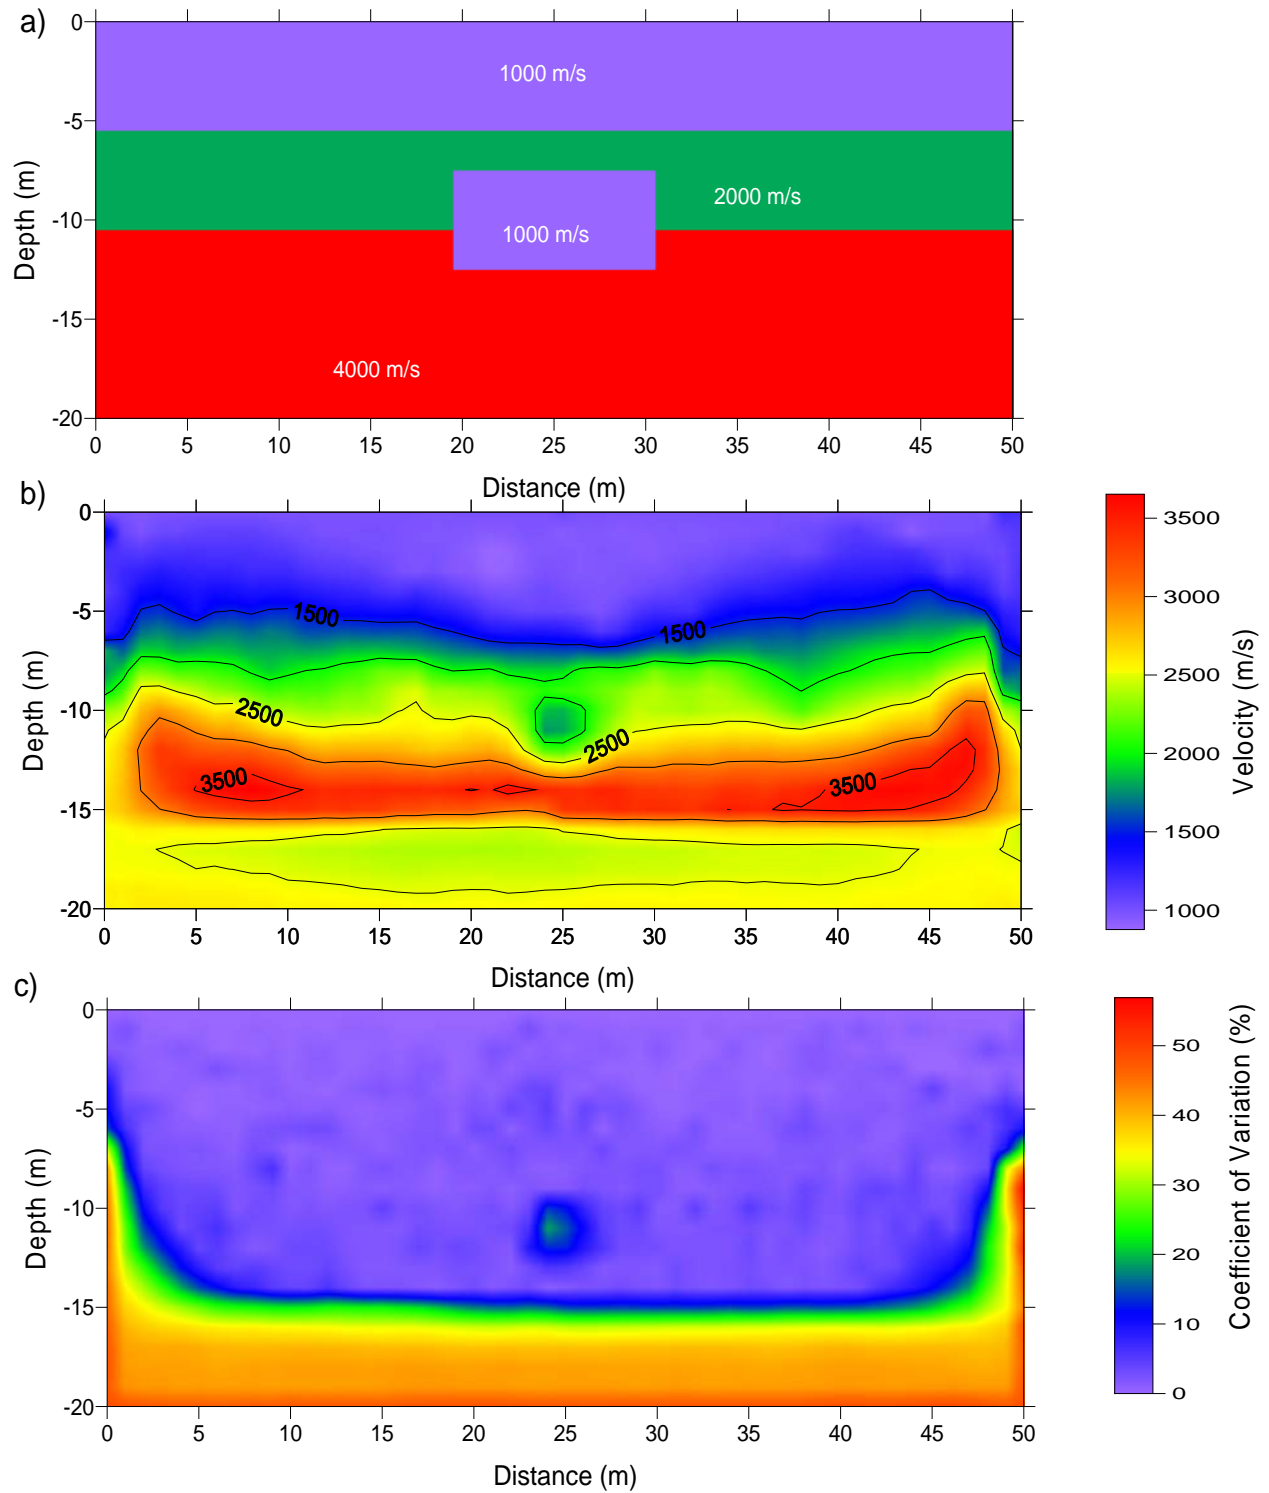 a)
0
1000 m/s
-5
2000 m/s
Depth (m)
-10
1000 m/s
-15
4000 m/s
-20
0 5 10 15 20 25 30 35 40 45 50
Distance (m)
b)
0
3500
3000
-5
1500
1500
2500
Depth (m)
-10
2500
2500
2000
Velocity (m/s)
3500
3500
-15
1500
1000
-20
0 5 10 15 20 25 30 35 40 45 50
Distance (m)
c)
0
50
-5
40
Depth (m)
-10
30
20
Coefficient of Variation (%)
-15
10
0
-20
0 5 10 15 20 25 30 35 40 45 50
Distance (m)